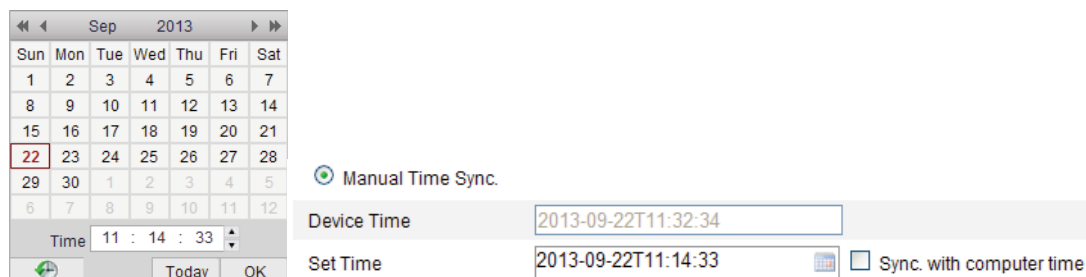 Sep 2013
Sun Mon Tue Wed Thu Fri Sat
1 2 3 4 5 6 7
8 9 10 11 12 13 14
15 16 17 18 19 20 21
22 23 24 25 26 27 28
29 30 1 2 3 4 5
6 7 8 9 10 11 12
Time 11 : 14 : 33
Today OK
Manual Time Sync.
Device Time 2013-09-22T11:32:34
Set Time 2013-09-22T11:14:33 Sync. with computer time